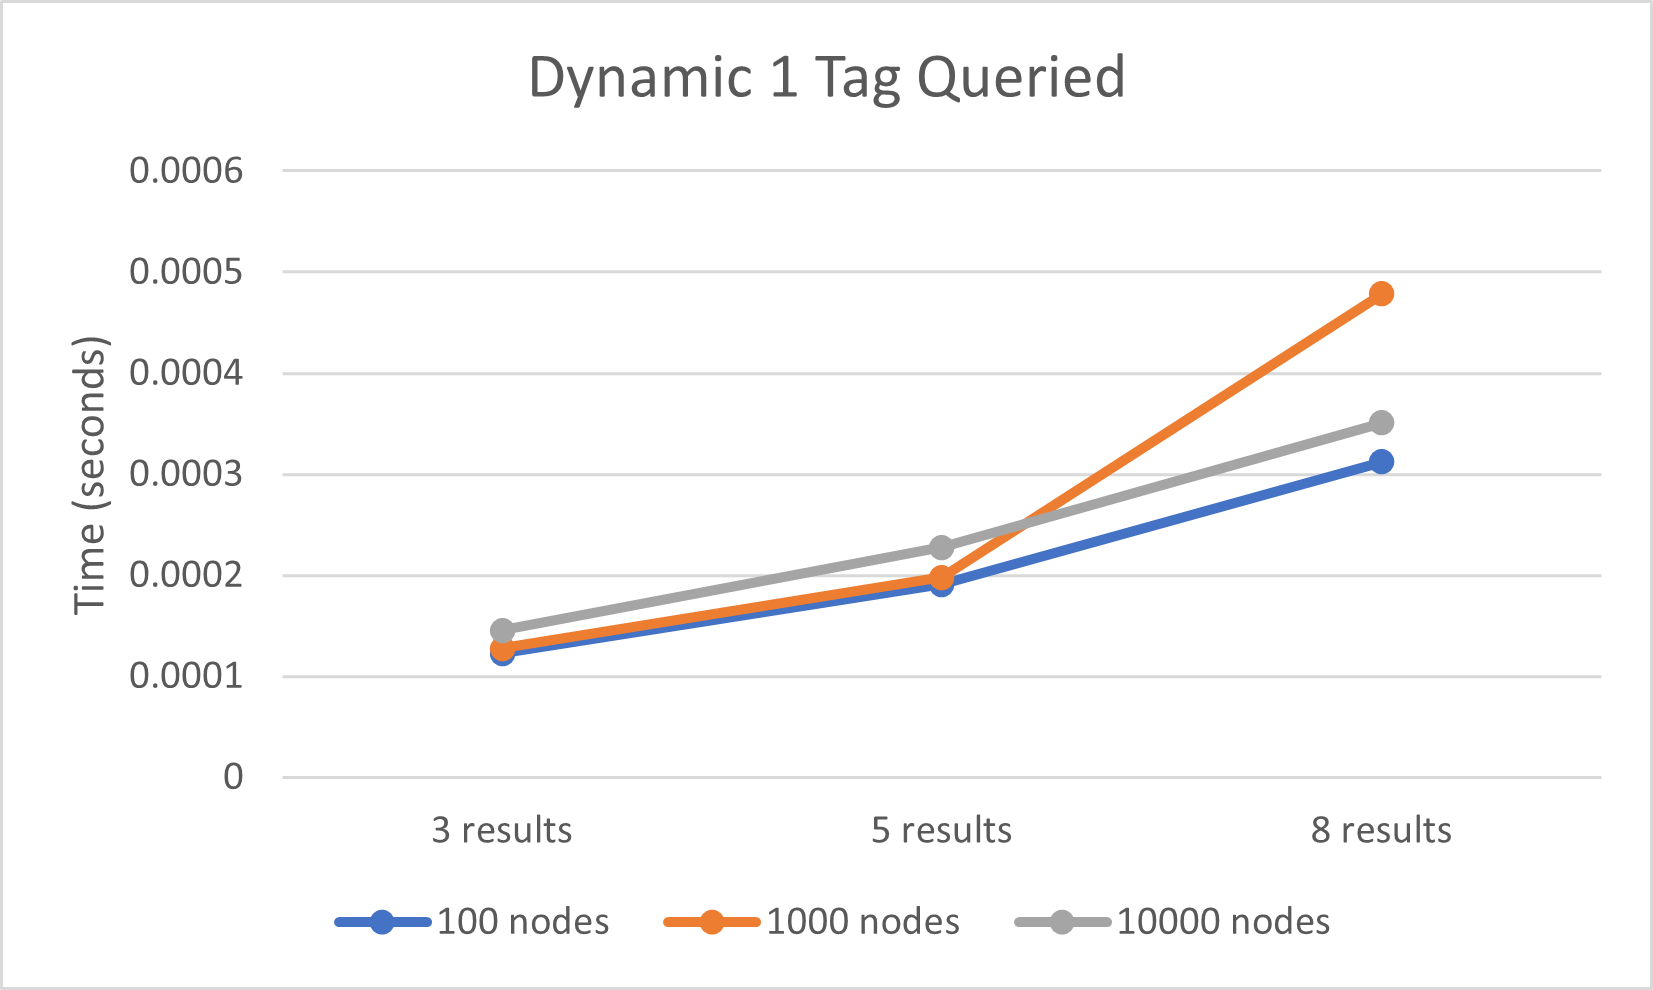 Dynamic 1 Tag Queried
0.0006
0.0005
0.0004
0.0003
0.0002
0.0001
0
Time (seconds)
3 results 5 results 8 results
100 nodes 1000 nodes 10000 nodes